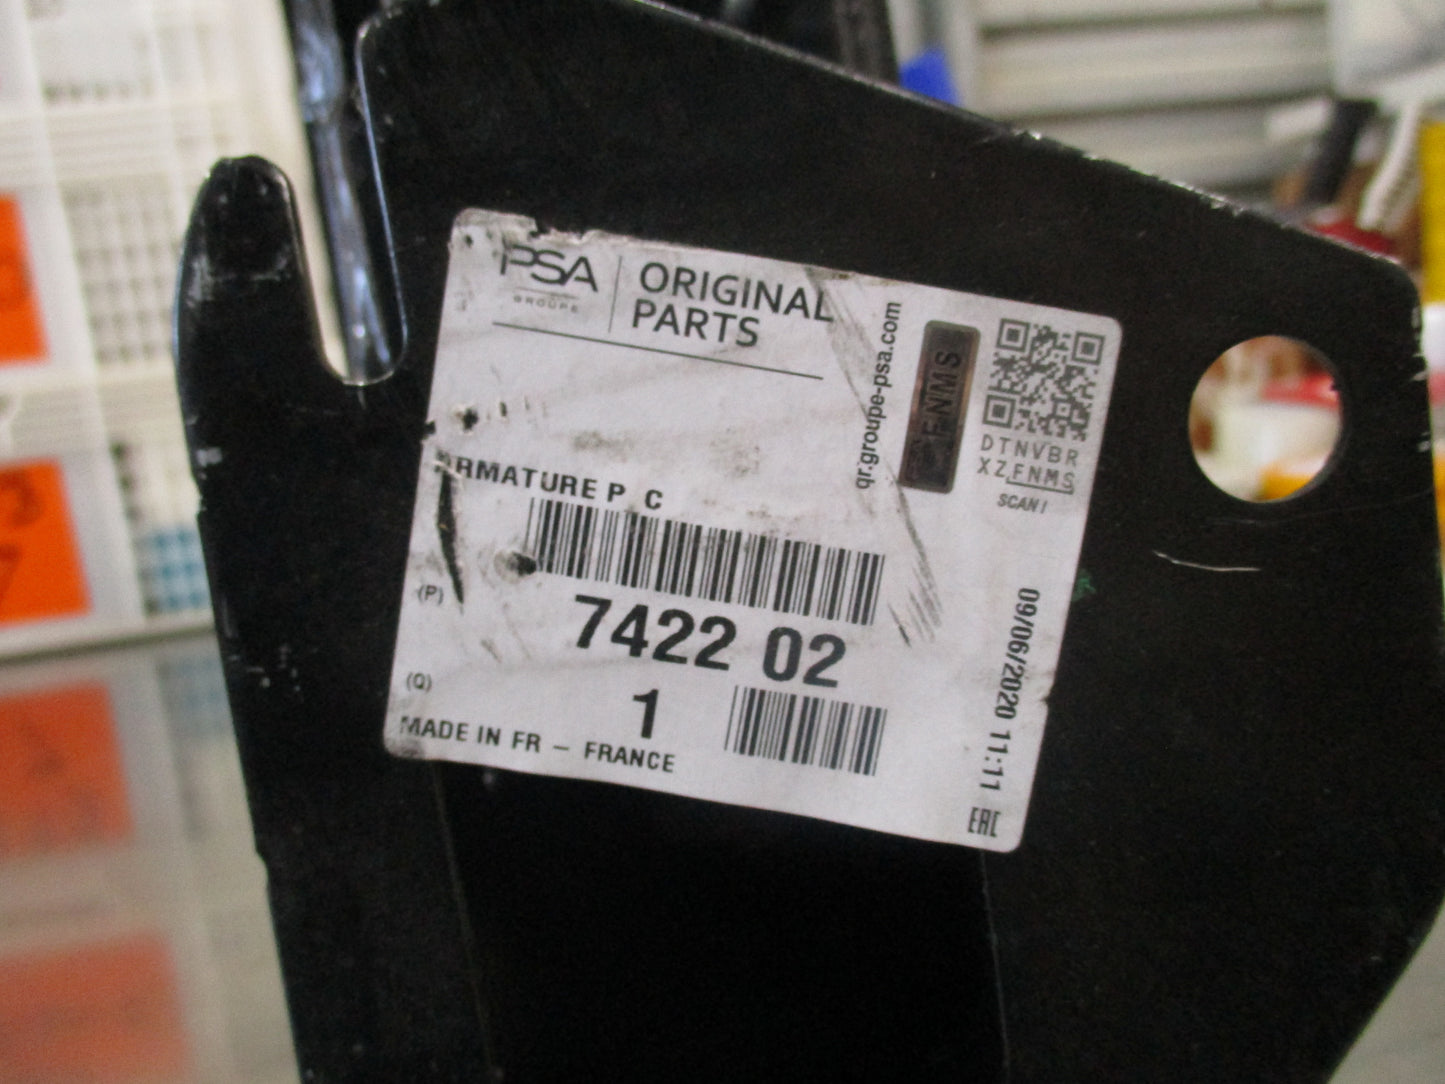 PSA
GROUPE
ORIGINAL
PARTS
qr.groupe-psa.com
FNMS
DTNVBR
XZFNMS
SCAN!
ARMATURE P C
(P)
7422 02
(Q)
1
MADE IN FR - FRANCE
09/06/2020 11:11
EAC